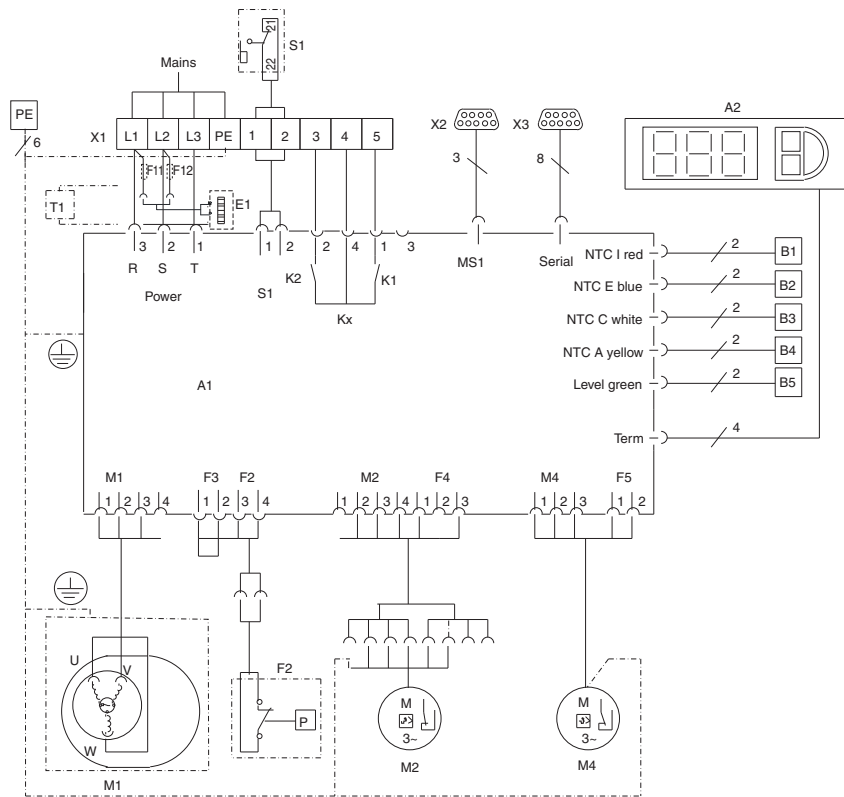 21
22
S1
Mains
PE
6
X1 L1 L2 L3 PE 1 2 3 4 5
F11 F12
T1
E1
X2
3
X3
8
A2
3 2 1
R S T
Power
1 2
S1
2 4 1 3
K2 K1
Kx
MS1
Serial
NTC I red 2 B1
NTC E blue 2 B2
NTC C white 2 B3
NTC A yellow 2 B4
Level green 2 B5
Term 4
A1
M1
1 2 3 4
F3 F2
1 2 3 4
M2 F4
1 2 3 4 1 2 3
M4 F5
1 2 3 1 2
U V
W
M1
F2
P
M
3~
M2
M
3~
M4